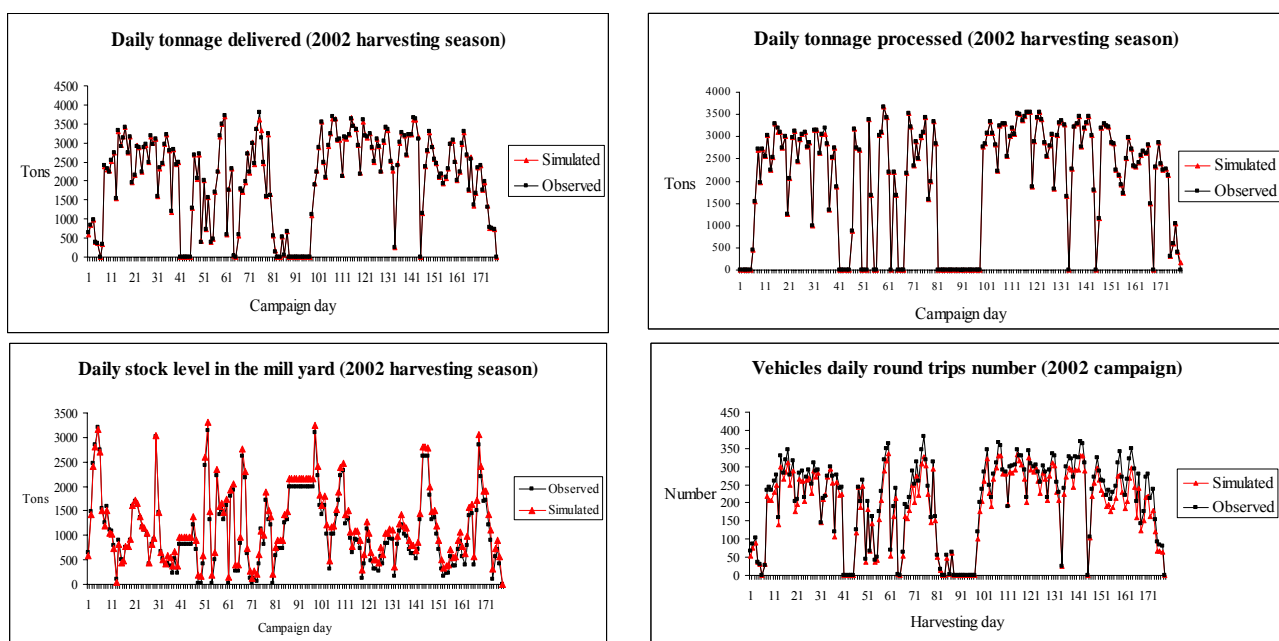 Daily tonnage delivered (2002 harvesting season)
4500
4000
3500
3000
2500
2000
1500
1000
500
0
Tons
1 11 21 31 41 51 61 71 81 91 101 111 121 131 141 151 161 171
Campaign day
Simulated
Observed
Daily tonnage processed (2002 harvesting season)
4000
3500
3000
2500
2000
1500
1000
500
0
Tons
1 11 21 31 41 51 61 71 81 91 101 111 121 131 141 151 161 171
Campaign day
Simulated
Observed
Daily stock level in the mill yard (2002 harvesting season)
3500
3000
2500
2000
1500
1000
500
0
Tons
1 11 21 31 41 51 61 71 81 91 101 111 121 131 141 151 161 171
Campaign day
Observed
Simulated
Vehicles daily round trips number (2002 campaign)
450
400
350
300
250
200
150
100
50
0
Number
1 11 21 31 41 51 61 71 81 91 101 111 121 131 141 151 161 171
Harvesting day
Simulated
Observed